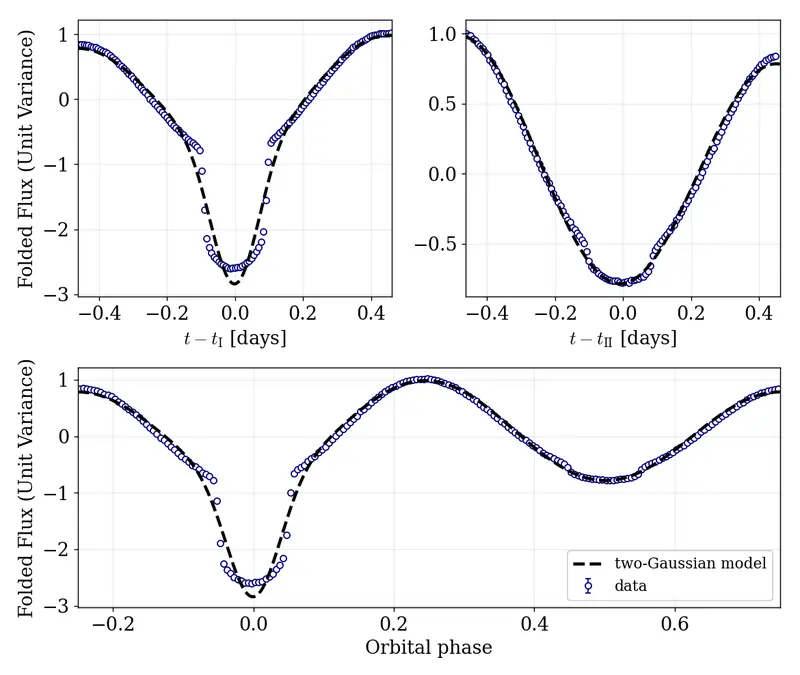 Folded Flux (Unit Variance)
1
0
−1
−2
−3
−0.4 −0.2 0.0 0.2 0.4
t − tI [days]
1.0
0.5
0.0
−0.5
−0.4 −0.2 0.0 0.2 0.4
t − tII [days]
Folded Flux (Unit Variance)
1
0
−1
−2
−3
two-Gaussian model
data
−0.2 0.0 0.2 0.4 0.6
Orbital phase